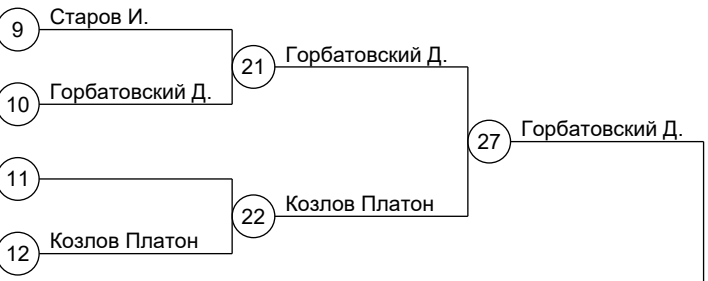 9 Старов И.
21 Горбатовский Д.
10 Горбатовский Д.
27 Горбатовский Д.
11
22 Козлов Платон
12 Козлов Платон